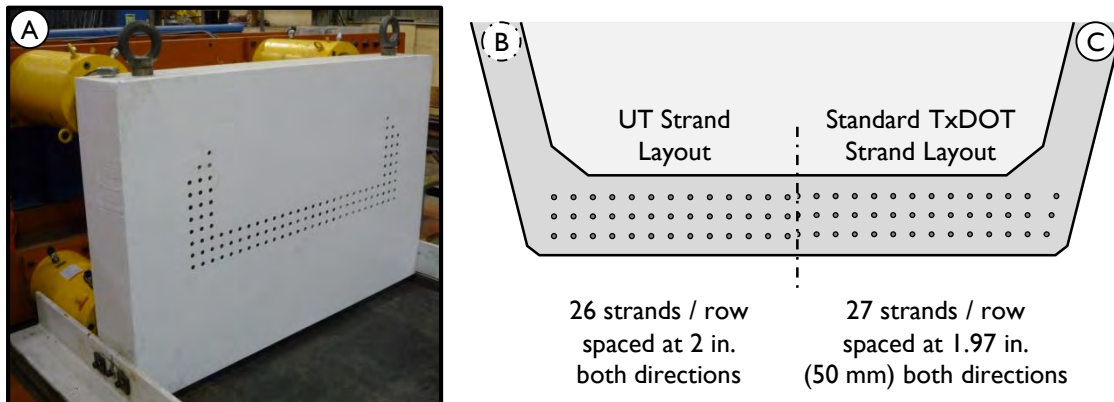 A
B
C
UT Strand
Layout
Standard TxDOT
Strand Layout
26 strands / row
spaced at 2 in.
both directions
27 strands / row
spaced at 1.97 in.
(50 mm) both directions